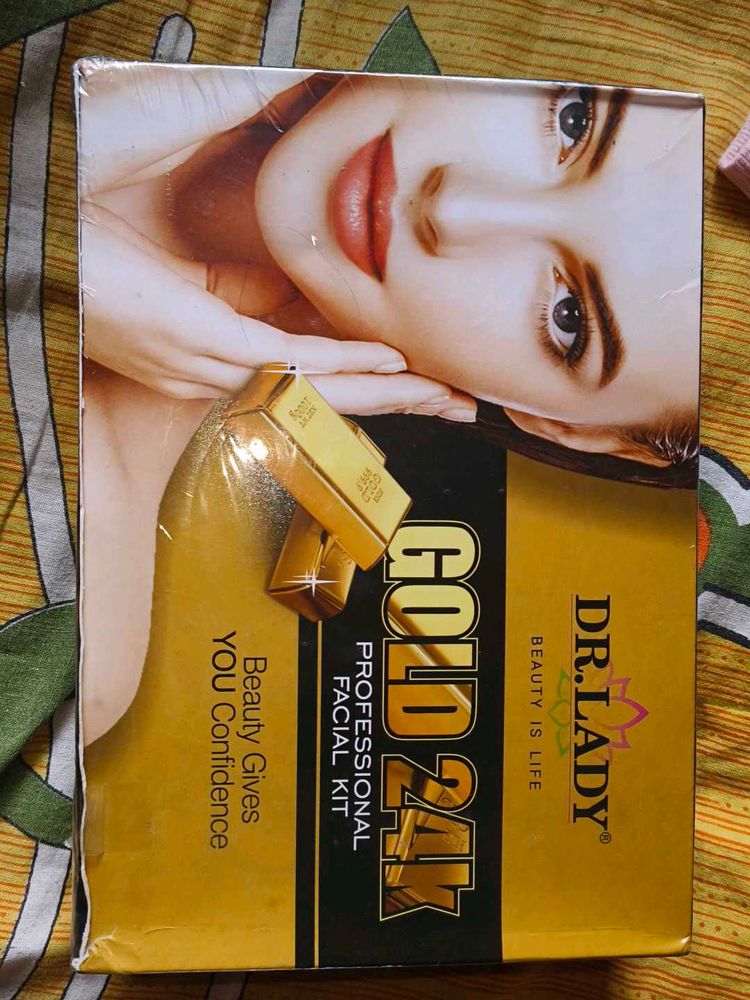 DR.LADY®
BEAUTY IS LIFE
GOLD 24K
PROFESSIONAL
FACIAL KIT
Beauty Gives
YOU Confidence